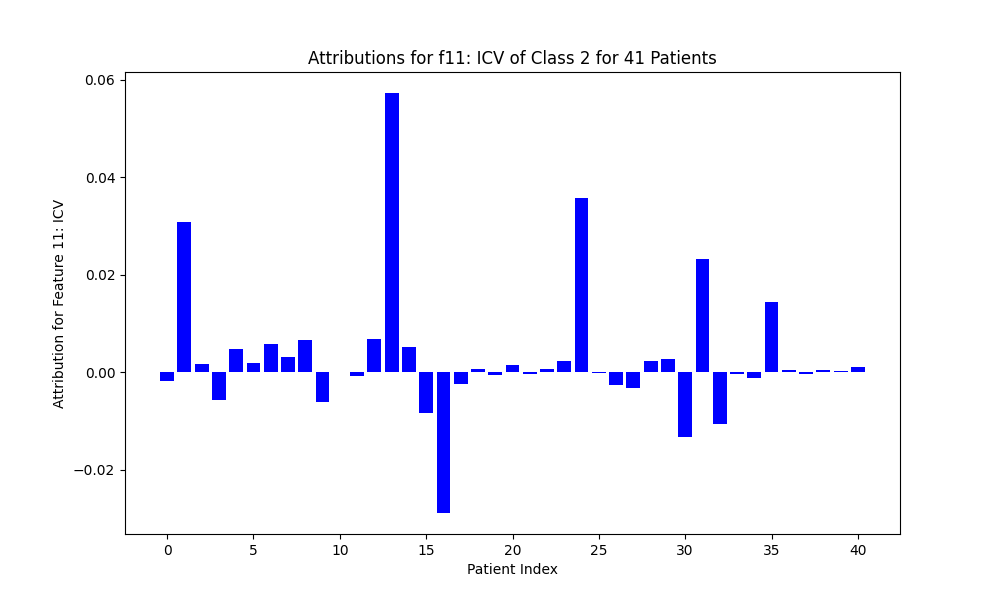 Attributions for f11: ICV of Class 2 for 41 Patients
Attribution for Feature 11: ICV
0.06
0.04
0.02
0.00
−0.02
0 5 10 15 20 25 30 35 40
Patient Index